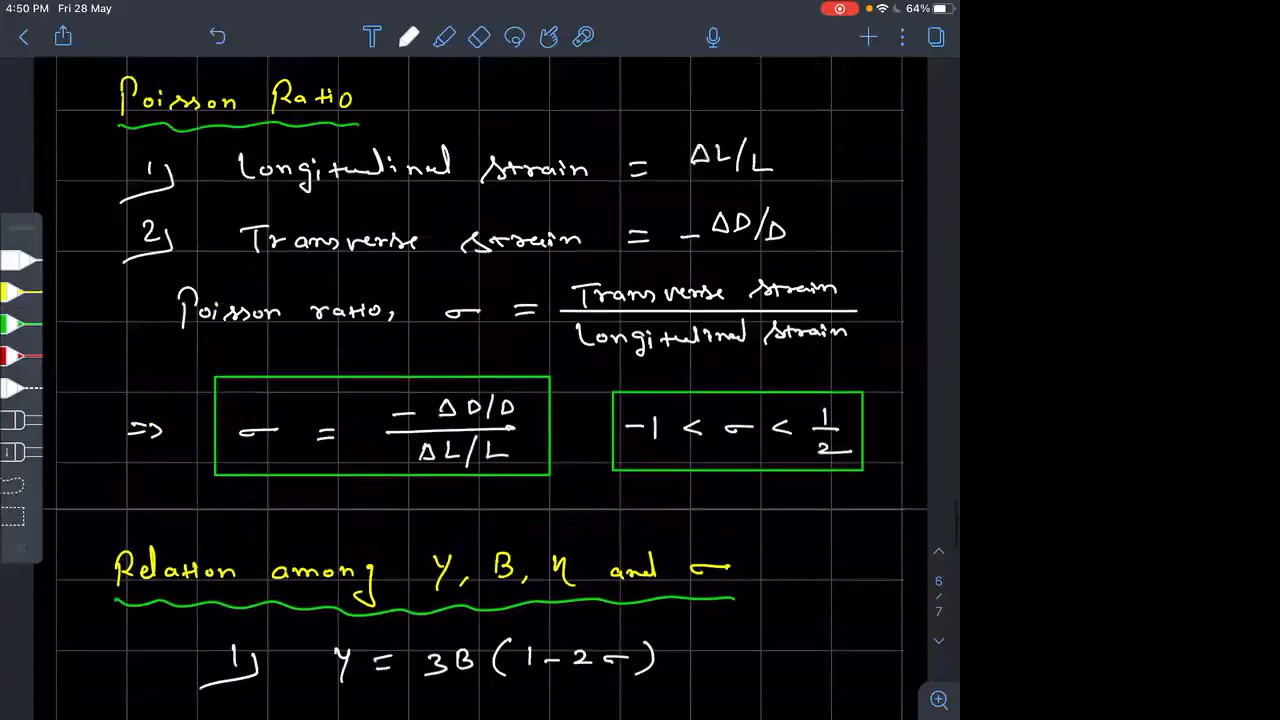 4:50 PM Fri 28 May 64%
Poisson Ratio
1) Longitudinal strain = ΔL/L
2) Transverse strain = - ΔD/D
Poisson ratio, σ = Transverse strain / Longitudinal strain
=> σ = - ΔD/D / ΔL/L
-1 < σ < 1/2
Relation among Y, B, η and σ
6 / 7
1) Y = 3B (1 - 2σ)